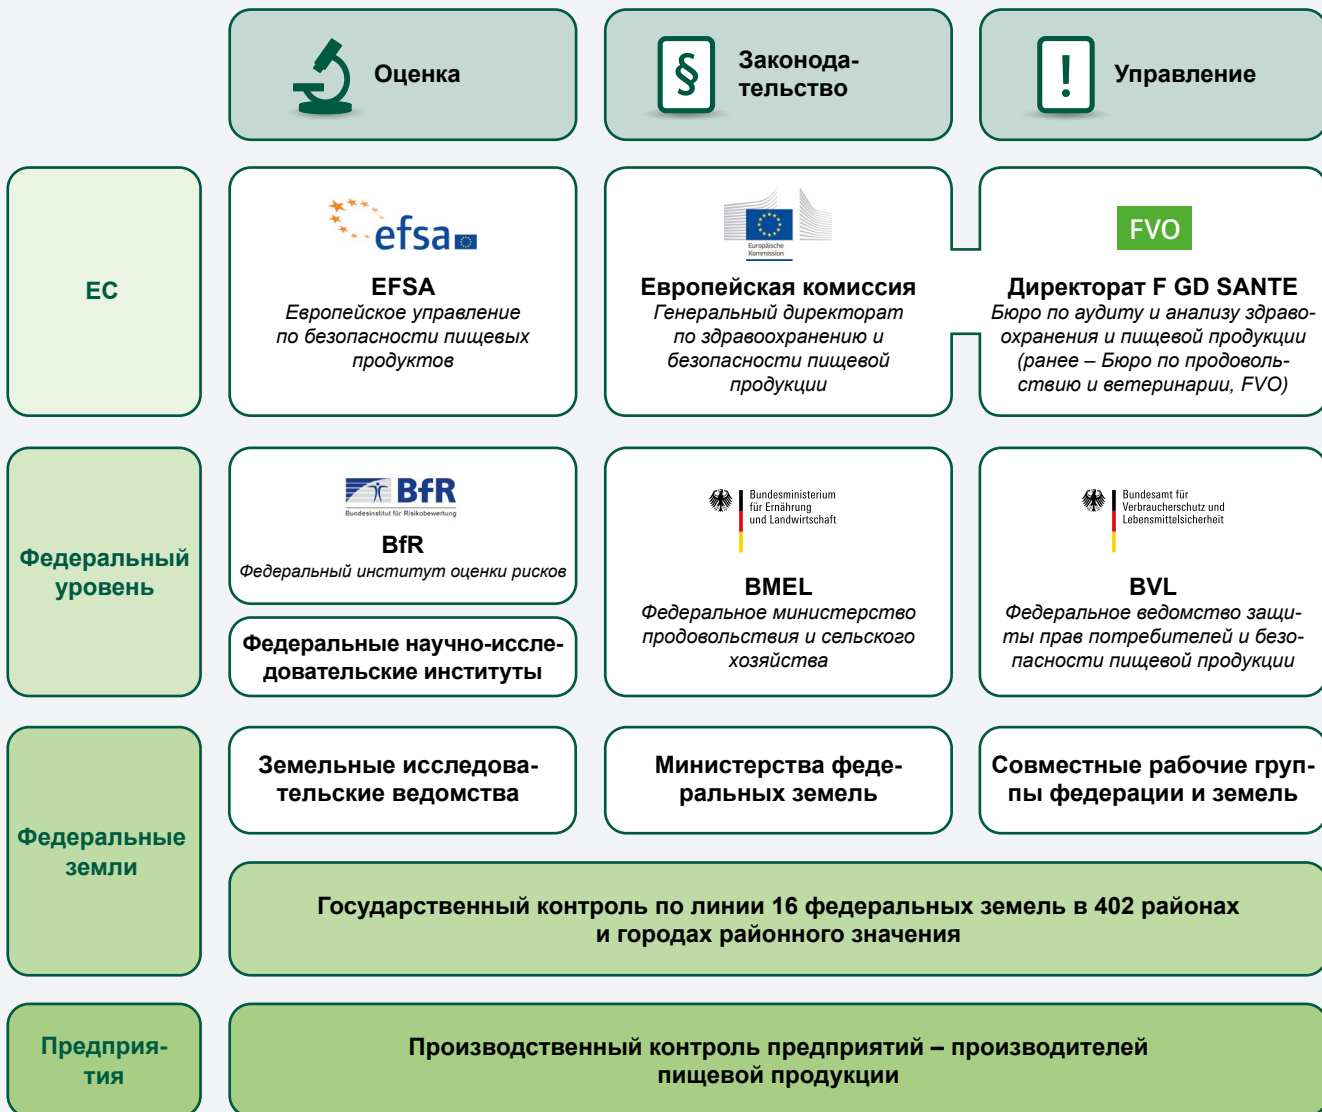 Оценка
§
Законода-
тельство
!
Управление
ЕС
efsa
EFSA
Европейское управление
по безопасности пищевых
продуктов
Europäische
Kommission
Европейская комиссия
Генеральный директорат
по здравоохранению и
безопасности пищевой
продукции
FVO
Директорат F GD SANTE
Бюро по аудиту и анализу здраво-
охранения и пищевой продукции
(ранее – Бюро по продоволь-
ствию и ветеринарии, FVO)
Федеральный
уровень
BfR
Bundesinstitut für Risikobewertung
BfR
Федеральный институт оценки рисков
Федеральные научно-иссле-
довательские институты
Bundesministerium
für Ernährung
und Landwirtschaft
BMEL
Федеральное министерство
продовольствия и сельского
хозяйства
Bundesamt für
Verbraucherschutz und
Lebensmittelsicherheit
BVL
Федеральное ведомство защи-
ты прав потребителей и безо-
пасности пищевой продукции
Федеральные
земли
Земельные исследова-
тельские ведомства
Министерства феде-
ральных земель
Совместные рабочие груп-
пы федерации и земель
Государственный контроль по линии 16 федеральных земель в 402 районах
и городах районного значения
Предприя-
тия
Производственный контроль предприятий – производителей
пищевой продукции